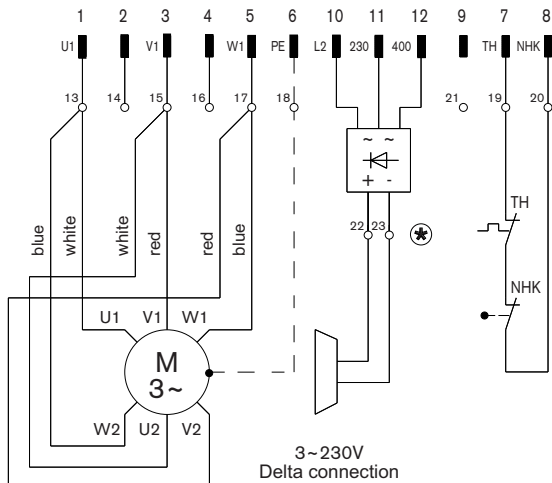 1 2 3 4 5 6 10 11 12 9 7 8
U1 V1 W1 PE L2 230 400 TH NHK
13 14 15 16 17 18 21 19 20
~ ~
+ -
blue white white red red blue
22 23 *
TH
NHK
U1 V1 W1
M
3~
W2 U2 V2
3~230V
Delta connection